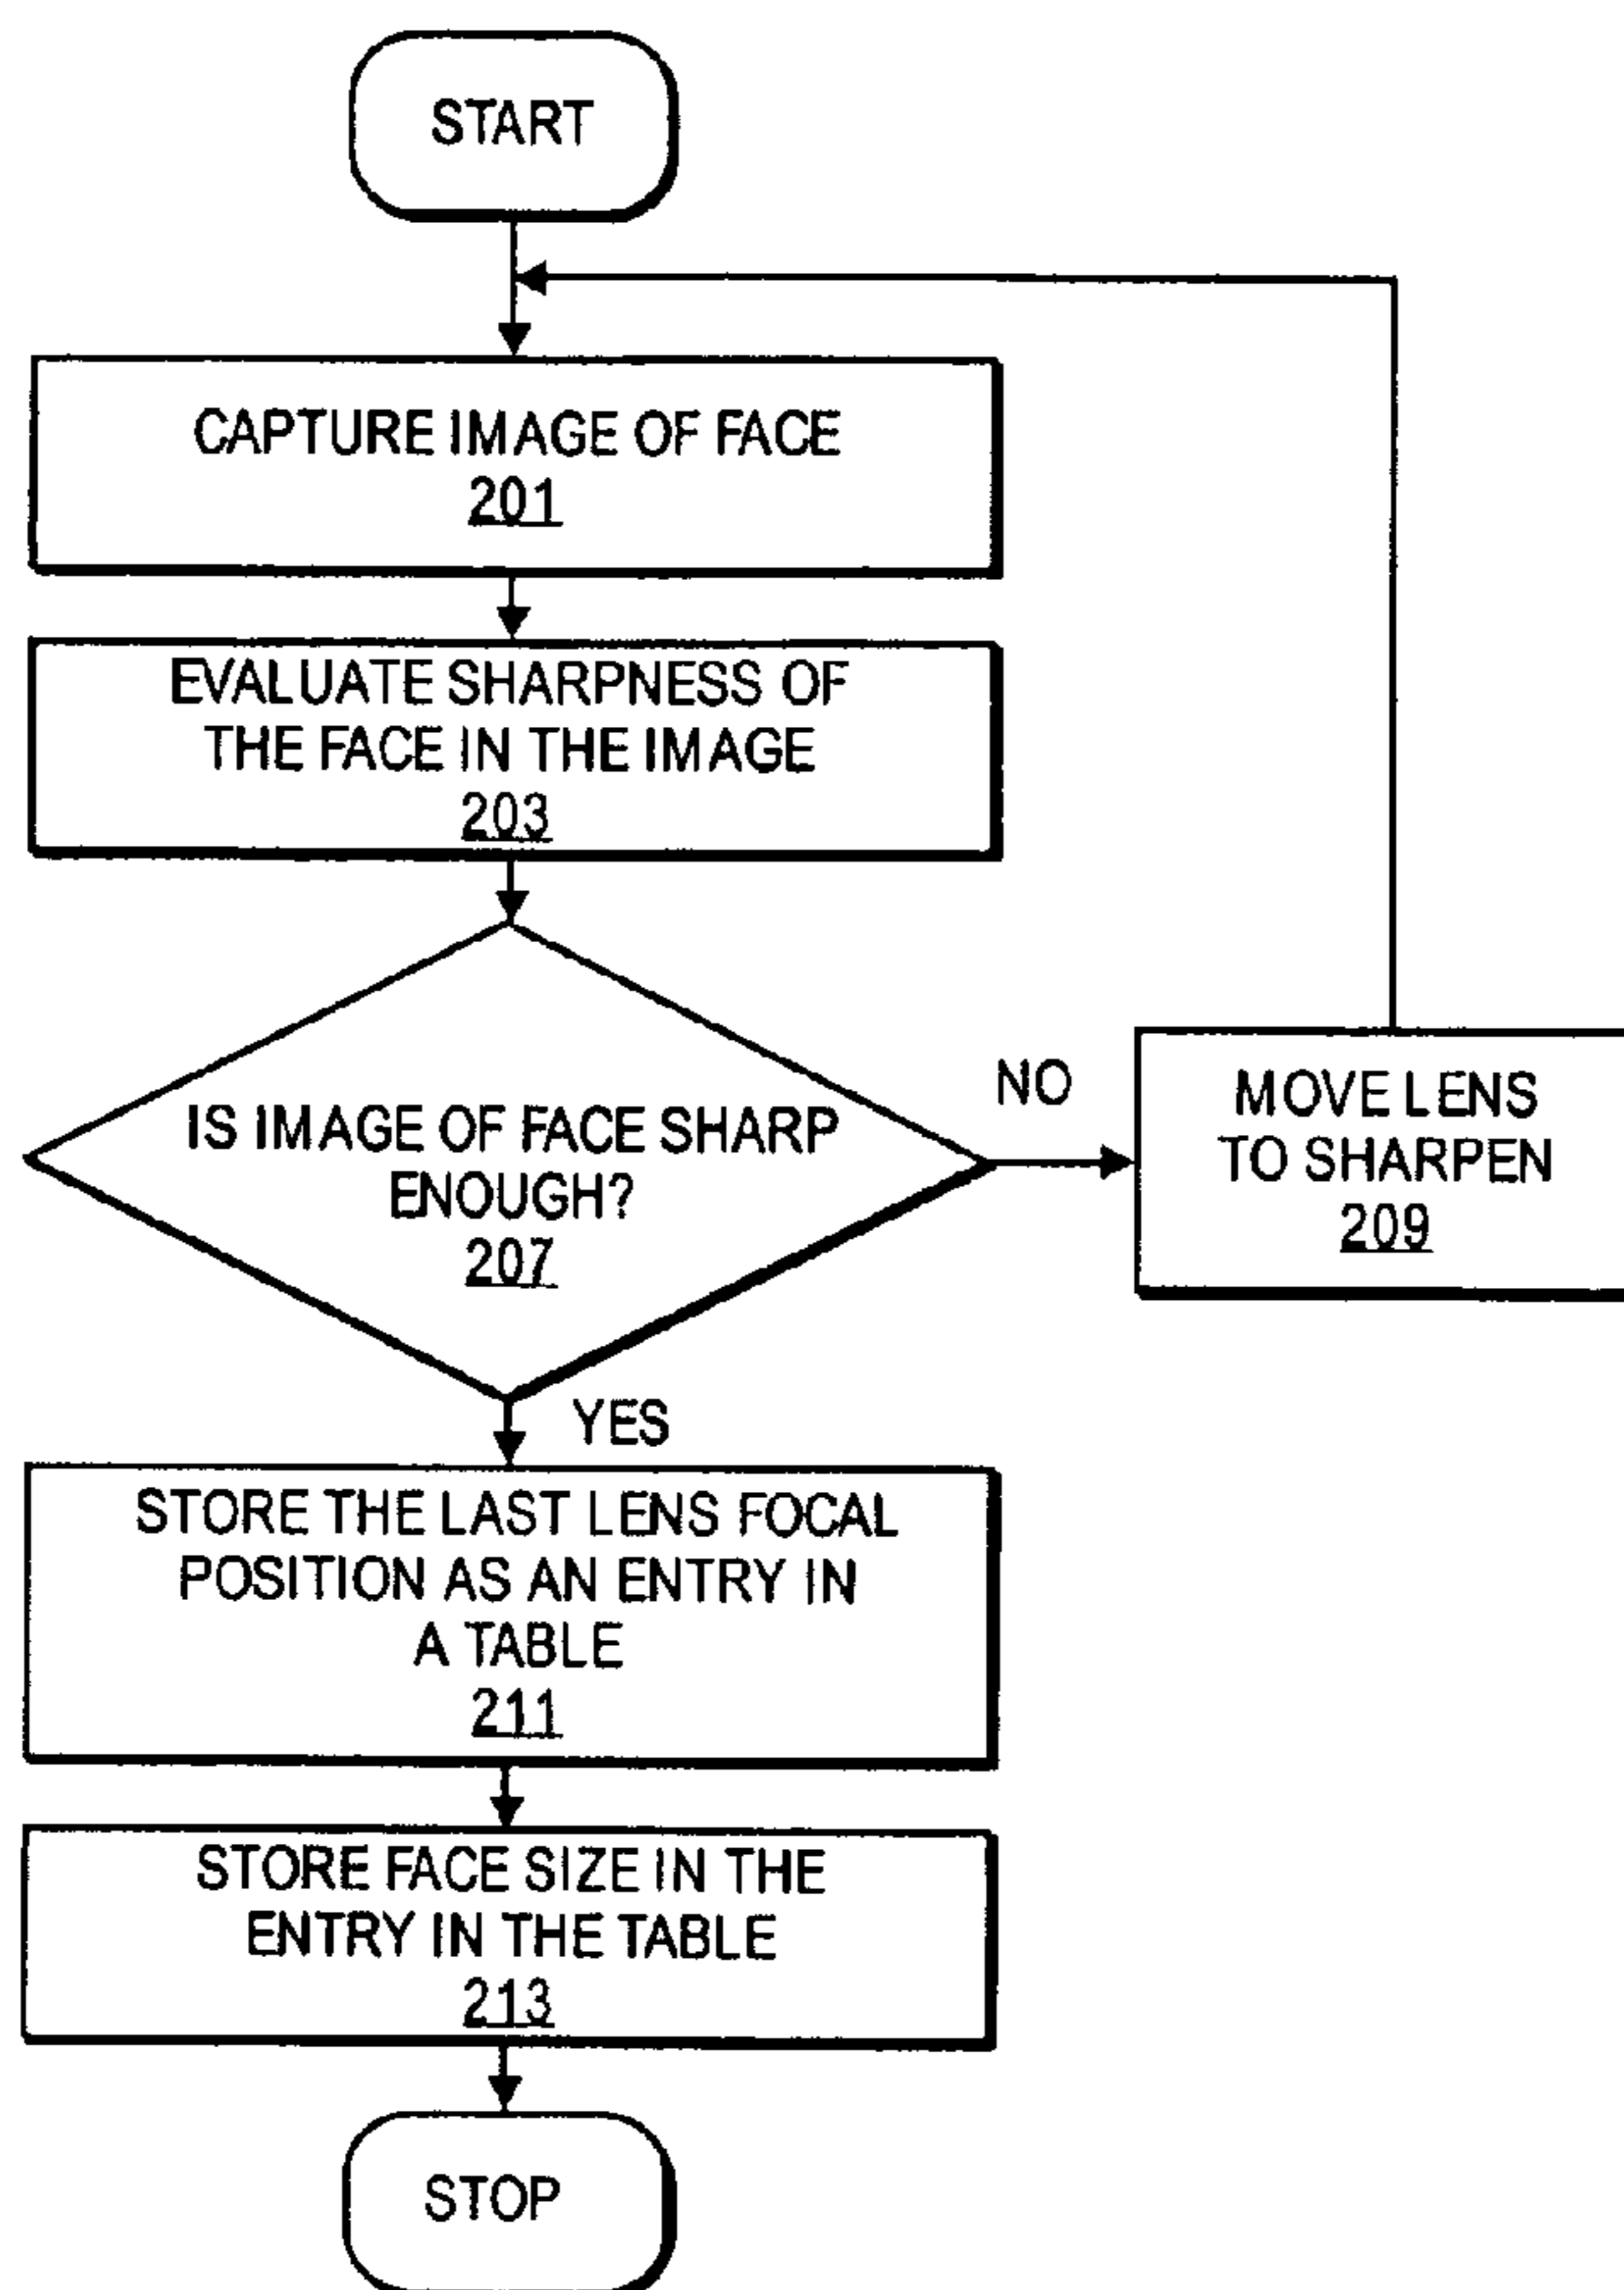 START
CAPTURE IMAGE OF FACE
201
EVALUATE SHARPNESS OF
THE FACE IN THE IMAGE
203
IS IMAGE OF FACE SHARP
ENOUGH?
207
NO
MOVE LENS
TO SHARPEN
209
YES
STORE THE LAST LENS FOCAL
POSITION AS AN ENTRY IN
A TABLE
211
STORE FACE SIZE IN THE
ENTRY IN THE TABLE
213
STOP